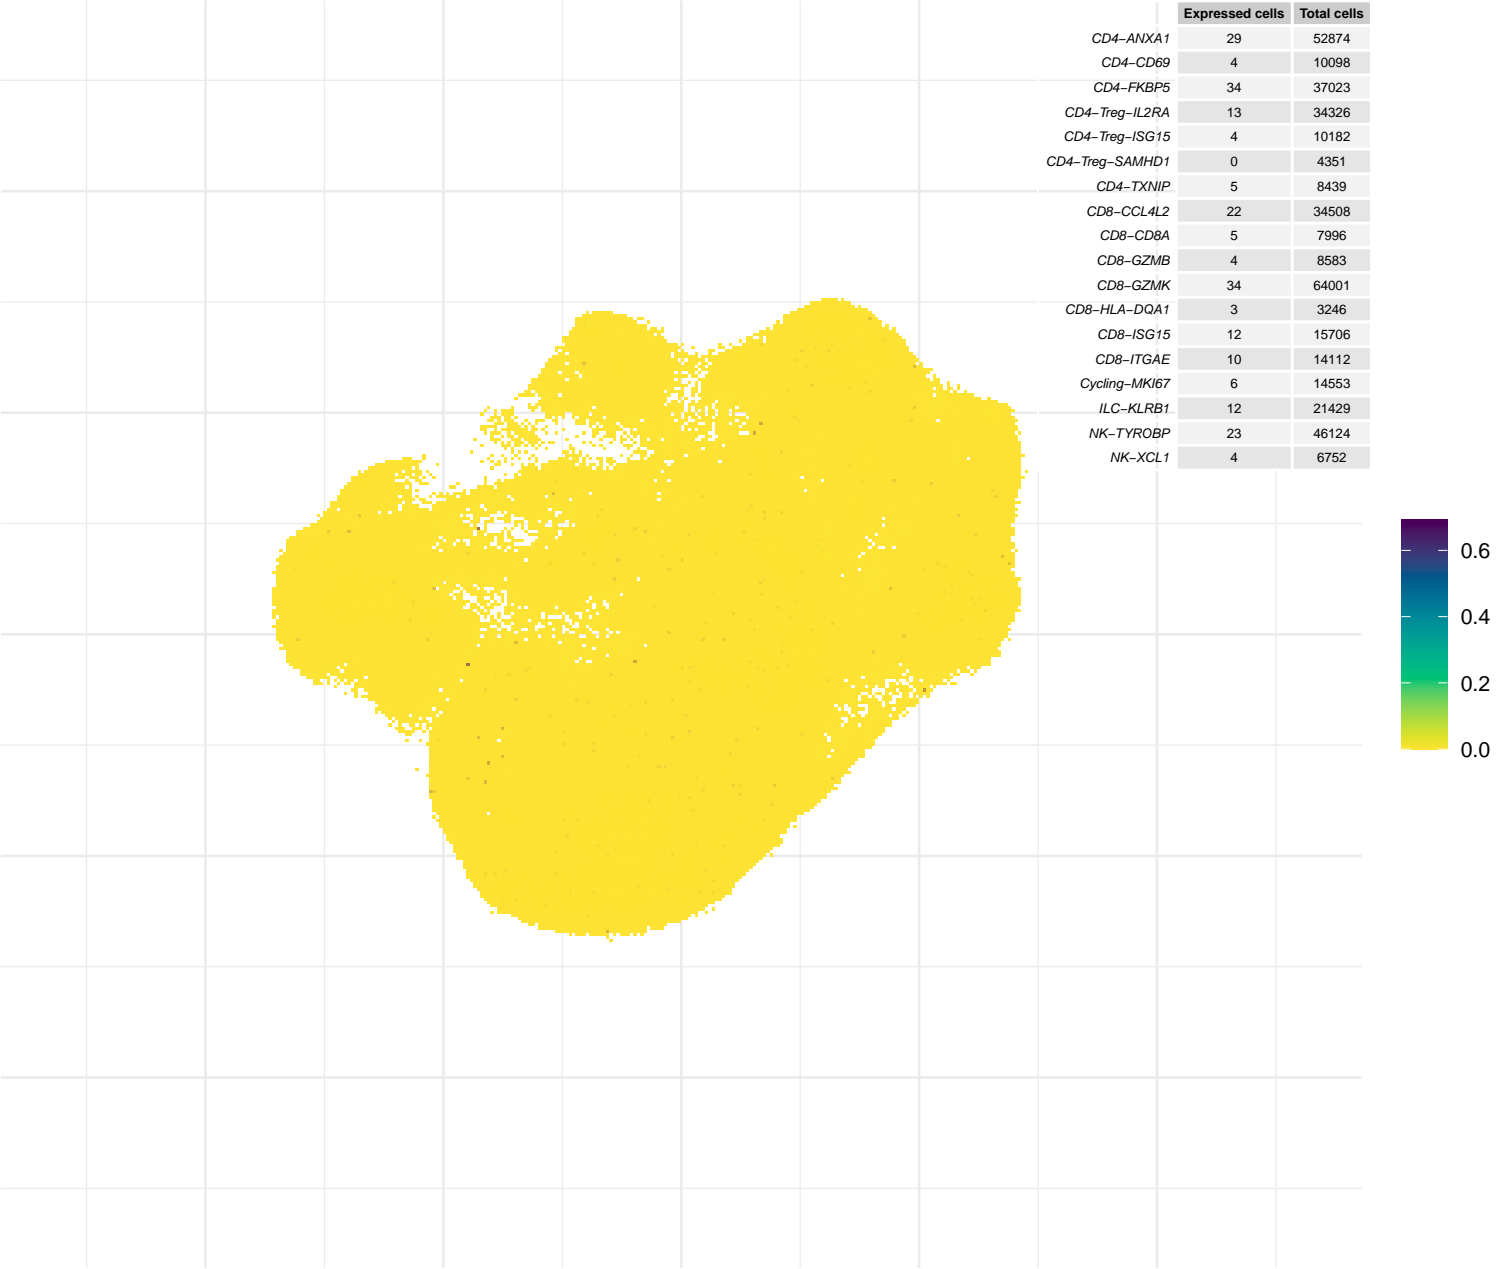 Expressed cells Total cells
CD4−ANXA1 29 52874
CD4−CD69 4 10098
CD4−FKBP5 34 37023
CD4−Treg−IL2RA 13 34326
CD4−Treg−ISG15 4 10182
CD4−Treg−SAMHD1 0 4351
CD4−TXNIP 5 8439
CD8−CCL4L2 22 34508
CD8−CD8A 5 7996
CD8−GZMB 4 8583
CD8−GZMK 34 64001
CD8−HLA−DQA1 3 3246
CD8−ISG15 12 15706
CD8−ITGAE 10 14112
Cycling−MKI67 6 14553
ILC−KLRB1 12 21429
NK−TYROBP 23 46124
NK−XCL1 4 6752
0.6
0.4
0.2
0.0